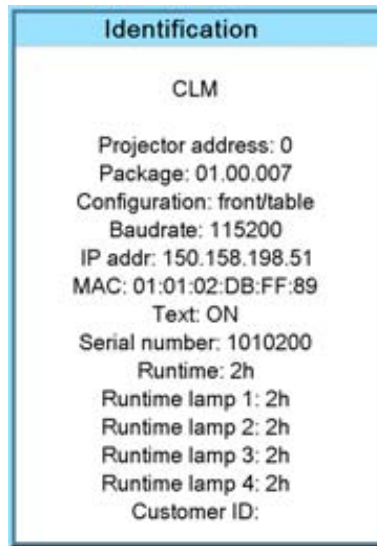 Identification
CLM
Projector address: 0
Package: 01.00.007
Configuration: front/table
Baudrate: 115200
IP addr: 150.158.198.51
MAC: 01:01:02:DB:FF:89
Text: ON
Serial number: 1010200
Runtime: 2h
Runtime lamp 1: 2h
Runtime lamp 2: 2h
Runtime lamp 3: 2h
Runtime lamp 4: 2h
Customer ID: